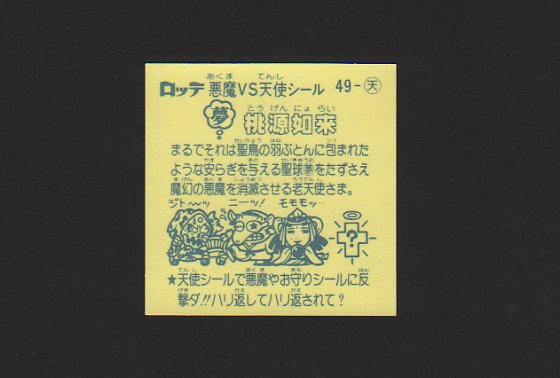 ロッテ 悪魔VS天使シール 49-天
夢?
桃源如来
まるでそれは聖鳥の羽ぶとんに包まれた
ような安らぎを与える聖球夢をたずさえ
魔幻の悪魔を消滅させる老天使さま。
ジト〜ッ ニーッ! モモモッ…
?
★天使シールで悪魔やお守りシールに反
撃ダ!!ハリ返してハリ返されて?